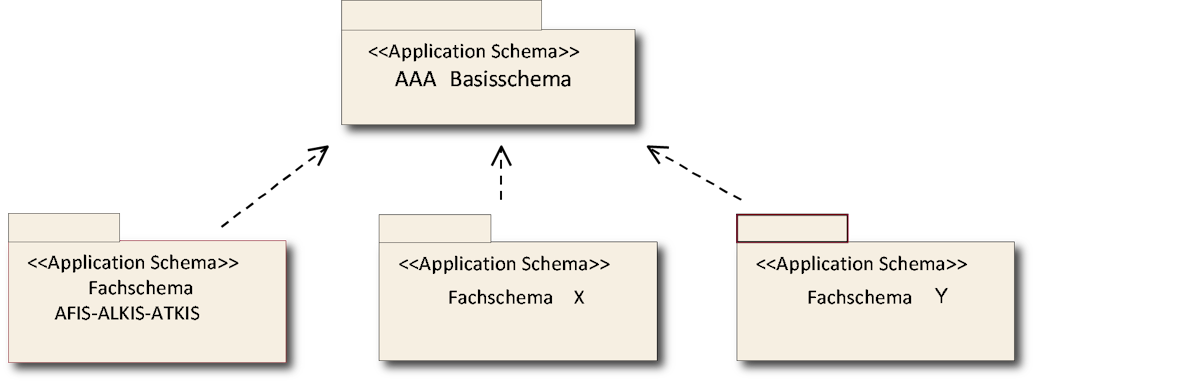 <<Application Schema>>
AAA Basisschema
<<Application Schema>>
Fachschema
AFIS-ALKIS-ATKIS
<<Application Schema>>
Fachschema X
<<Application Schema>>
Fachschema Y